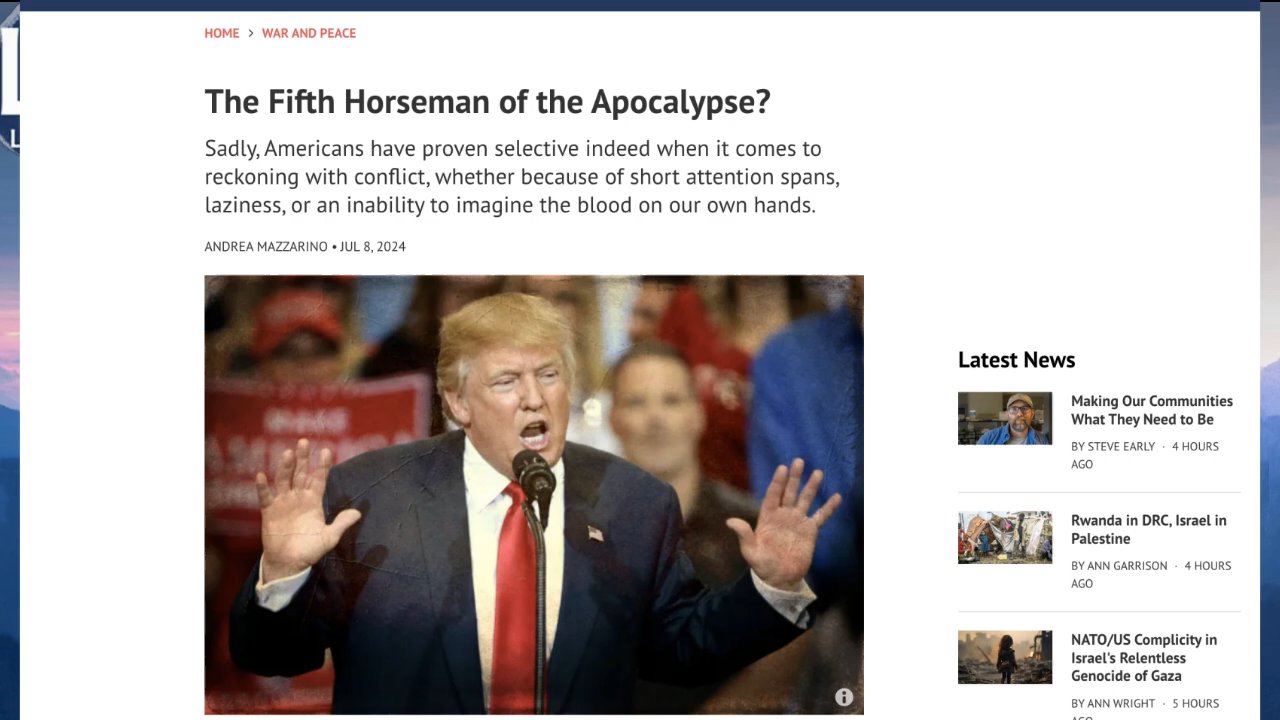 L
L
HOME > WAR AND PEACE
The Fifth Horseman of the Apocalypse?
Sadly, Americans have proven selective indeed when it comes to
reckoning with conflict, whether because of short attention spans,
laziness, or an inability to imagine the blood on our own hands.
ANDREA MAZZARINO • JUL 8, 2024
MAKE
AMERICA
Latest News
Making Our Communities
What They Need to Be
BY STEVE EARLY · 4 HOURS
AGO
Rwanda in DRC, Israel in
Palestine
BY ANN GARRISON · 4 HOURS
AGO
NATO/US Complicity in
Israel's Relentless
Genocide of Gaza
BY ANN WRIGHT · 5 HOURS
AGO